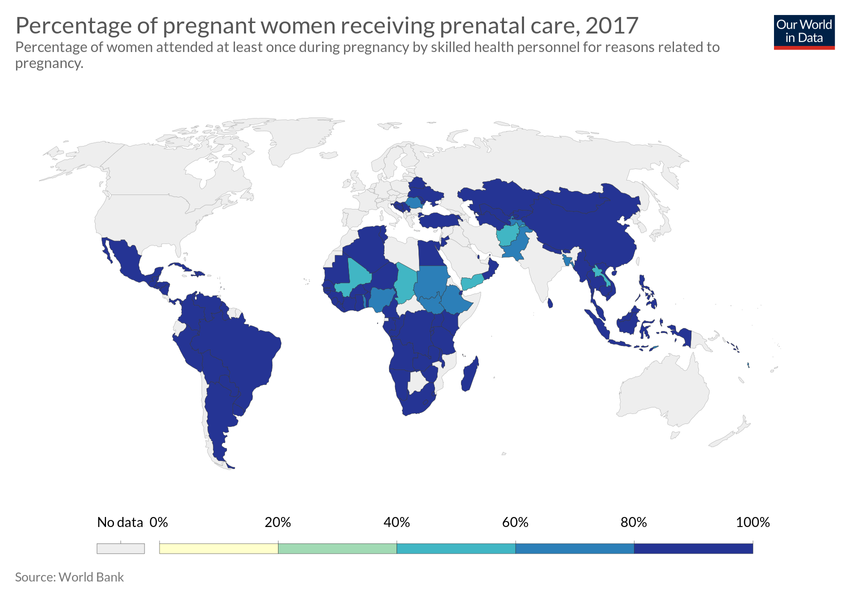 Percentage of pregnant women receiving prenatal care, 2017
Our World
in Data
Percentage of women attended at least once during pregnancy by skilled health personnel for reasons related to
pregnancy.
No data 0% 20% 40% 60% 80% 100%
Source: World Bank